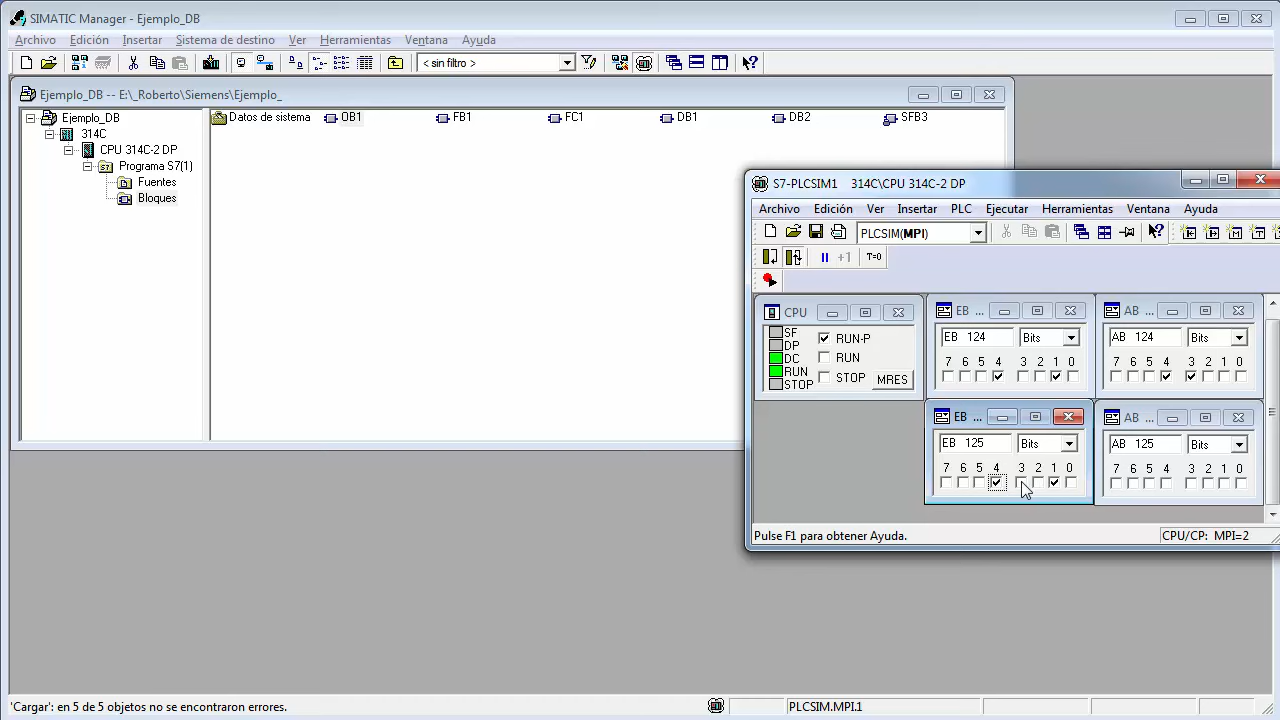 SIMATIC Manager - Ejemplo_DB
Archivo Edición Insertar Sistema de destino Ver Herramientas Ventana Ayuda
< sin filtro >
Ejemplo_DB -- E:\_Roberto\Siemens\Ejemplo_
Ejemplo_DB
314C
CPU 314C-2 DP
Programa S7(1)
Fuentes
Bloques
Datos de sistema OB1 FB1 FC1 DB1 DB2 SFB3
S7-PLCSIM1 314C\CPU 314C-2 DP
Archivo Edición Ver Insertar PLC Ejecutar Herramientas Ventana Ayuda
PLCSIM(MPI)
+1 T=0
CPU
SF
DP
DC
RUN
STOP
RUN-P
RUN
STOP
MRES
EB ...
EB 124 Bits
7 6 5 4 3 2 1 0
AB ...
AB 124 Bits
7 6 5 4 3 2 1 0
EB ...
EB 125 Bits
7 6 5 4 3 2 1 0
AB ...
AB 125 Bits
7 6 5 4 3 2 1 0
Pulse F1 para obtener Ayuda.
CPU/CP: MPI=2
'Cargar': en 5 de 5 objetos no se encontraron errores.
PLCSIM.MPI.1